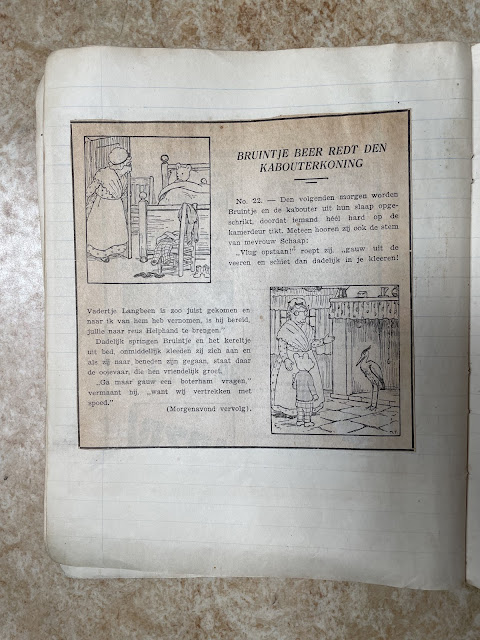 BRUINTJE BEER REDT DEN
KABOUTERKONING
No. 22. — Den volgenden morgen worden
Bruintje en de kabouter uit hun slaap opge-
schrikt, doordat iemand héél hard op de
kamerdeur tikt. Meteen hooren zij ook de stem
van mevrouw Schaap:
„Vlug opstaan!” roept zij, „gauw uit de
veeren en schiet dan dadelijk in je kleeren!
Vadertje Langbeen is zoo juist gekomen en
naar ik van hem heb vernomen, is hij bereid,
jullie naar reus Helphand te brengen.”
Dadelijk springen Bruintje en het kereltje
uit bed, onmiddelijk kleeden zij zich aan en
als zij naar beneden zijn gegaan, staat daar
de ooievaar, die hen vriendelijk groet.
„Ga maar gauw een boterham vragen,”
vermaant hij, „want wij vertrekken met
spoed.”
(Morgenavond vervolg).